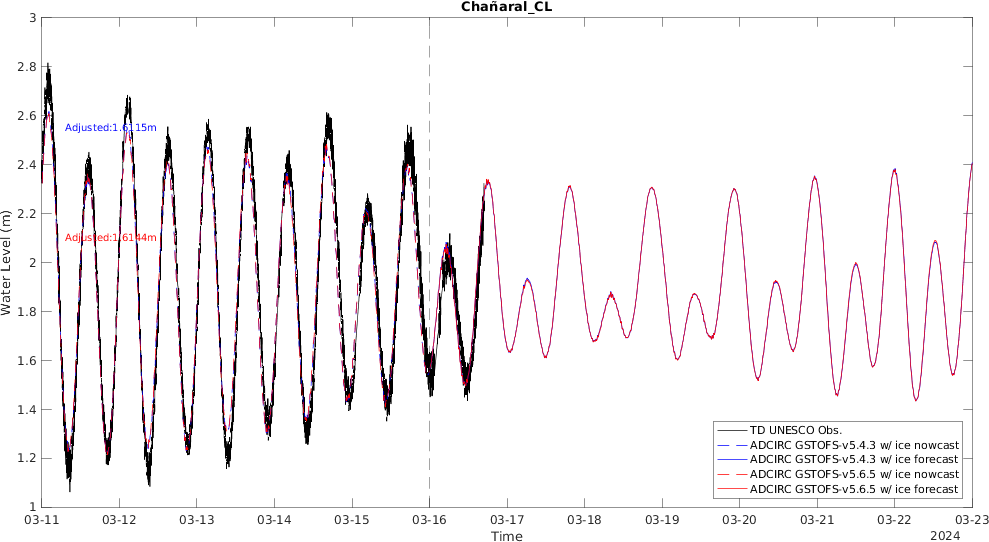 Chañaral_CL
3
2.8
2.6
2.4
2.2
2
1.8
1.6
1.4
1.2
1
Water Level (m)
Adjusted:1.6115m
Adjusted:1.6144m
TD UNESCO Obs.
ADCIRC GSTOFS-v5.4.3 w/ ice nowcast
ADCIRC GSTOFS-v5.4.3 w/ ice forecast
ADCIRC GSTOFS-v5.6.5 w/ ice nowcast
ADCIRC GSTOFS-v5.6.5 w/ ice forecast
03-11 03-12 03-13 03-14 03-15 03-16 03-17 03-18 03-19 03-20 03-21 03-22 03-23
Time
2024